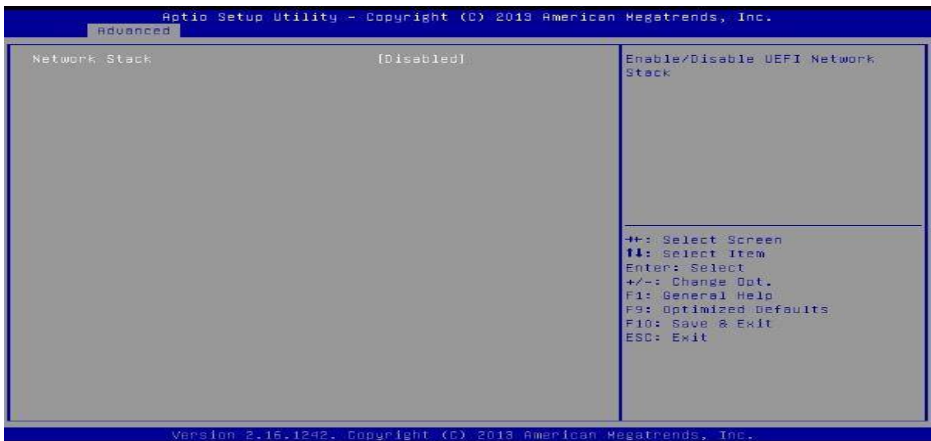 Aptio Setup Utility – Copyright (C) 2013 American Megatrends, Inc.
Advanced
Network Stack [Disabled]
Enable/Disable UEFI Network
Stack
→←: Select Screen
↑↓: Select Item
Enter: Select
+/-: Change Opt.
F1: General Help
F9: Optimized Defaults
F10: Save & Exit
ESC: Exit
Version 2.16.1242. Copyright (C) 2013 American Megatrends, Inc.